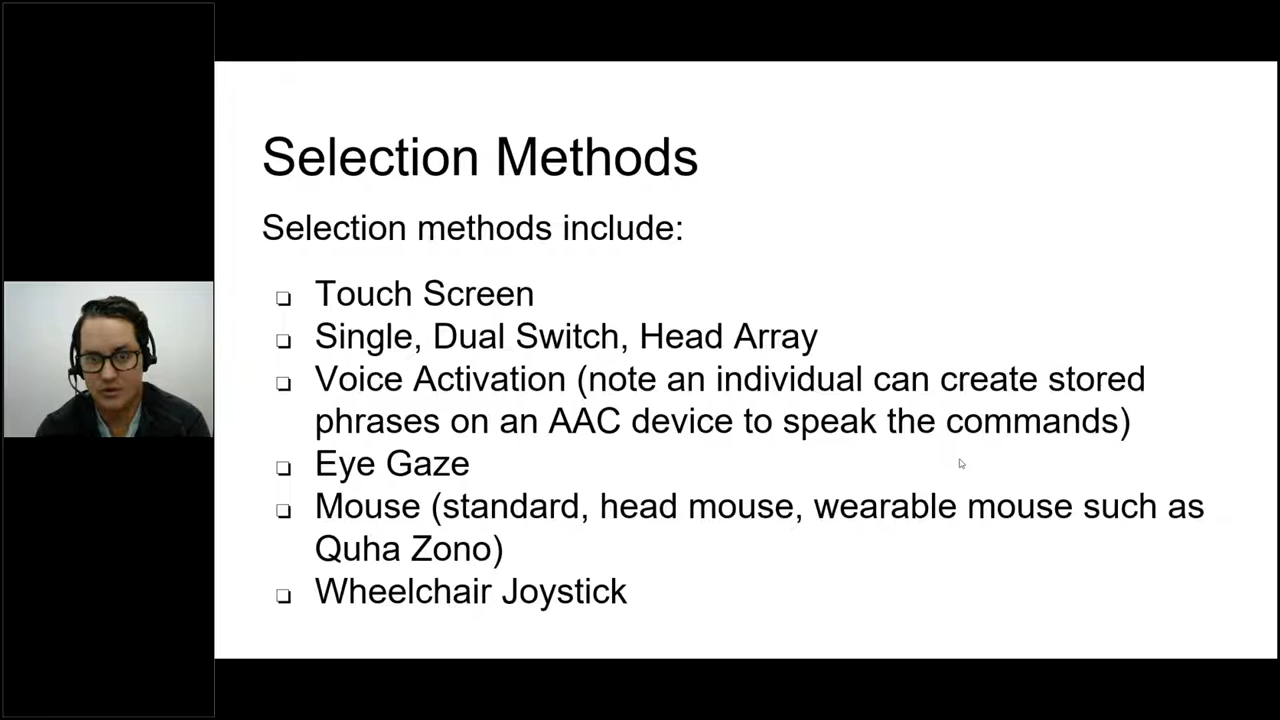 Selection Methods
Selection methods include:
❏ Touch Screen
❏ Single, Dual Switch, Head Array
❏ Voice Activation (note an individual can create stored
phrases on an AAC device to speak the commands)
❏ Eye Gaze
❏ Mouse (standard, head mouse, wearable mouse such as
Quha Zono)
❏ Wheelchair Joystick